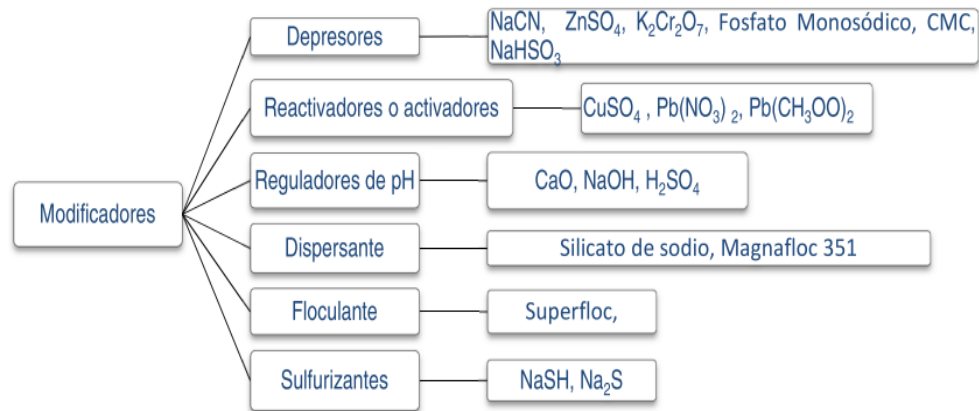 Modificadores
Depresores
NaCN, ZnSO₄, K₂Cr₂O₇, Fosfato Monosódico, CMC,
NaHSO₃
Reactivadores o activadores
CuSO₄ , Pb(NO₃) ₂, Pb(CH₃OO)₂
Reguladores de pH
CaO, NaOH, H₂SO₄
Dispersante
Silicato de sodio, Magnafloc 351
Floculante
Superfloc,
Sulfurizantes
NaSH, Na₂S